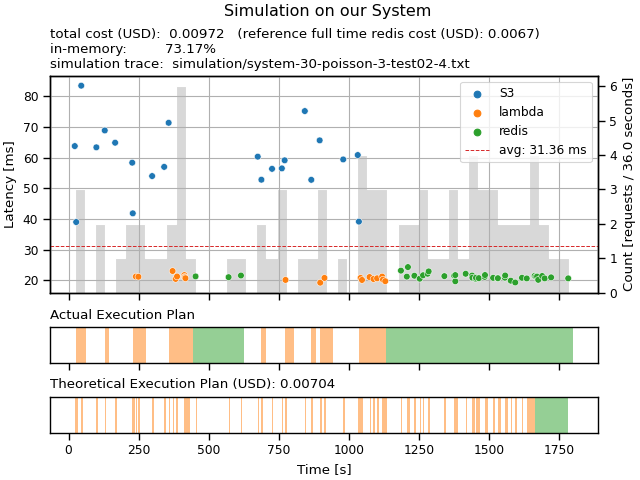 Simulation on our System
total cost (USD):  0.00972   (reference full time redis cost (USD): 0.0067)
in-memory:         73.17%
simulation trace:  simulation/system-30-poisson-3-test02-4.txt
Latency [ms]
80
70
60
50
40
30
20
S3
lambda
redis
avg: 31.36 ms
6
5
4
3
2
1
0
Count [requests / 36.0 seconds]
Actual Execution Plan
Theoretical Execution Plan (USD): 0.00704
0 250 500 750 1000 1250 1500 1750
Time [s]